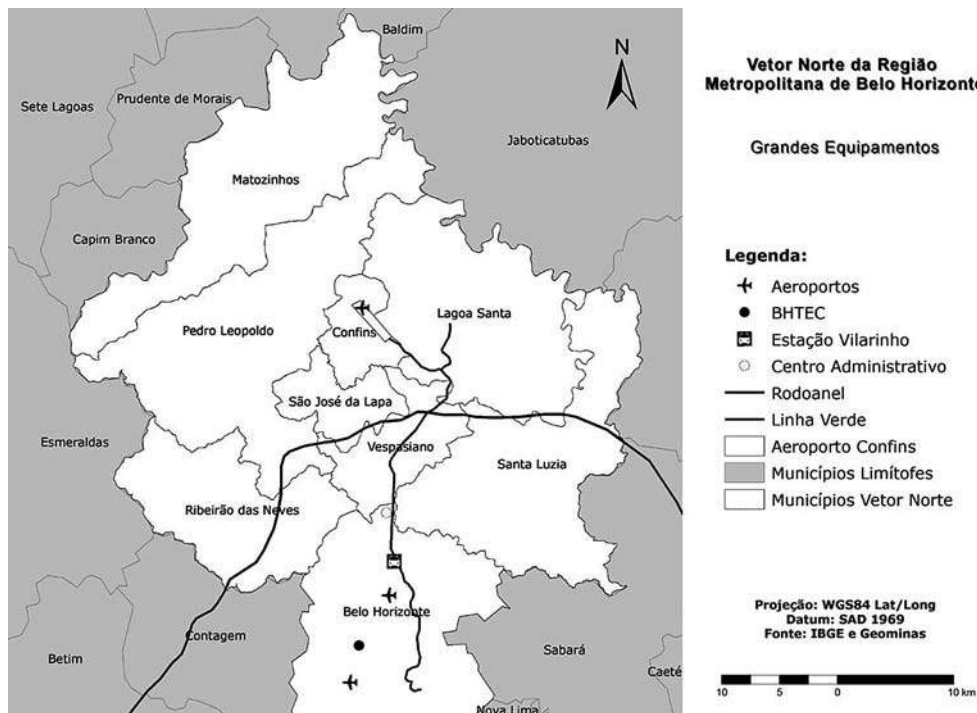 Baldim
N
Sete Lagoas
Prudente de Morais
Jaboticatubas
Matozinhos
Capim Branco
Pedro Leopoldo
Confins
Lagoa Santa
São José da Lapa
Esmeraldas
Vespasiano
Santa Luzia
Ribeirão das Neves
Belo Horizonte
Contagem
Betim
Sabará
Caeté
Nova Lima
Vetor Norte da Região
Metropolitana de Belo Horizonte
Grandes Equipamentos
Legenda:
Aeroportos
BHTEC
Estação Vilarinho
Centro Administrativo
Rodoanel
Linha Verde
Aeroporto Confins
Municípios Limítofes
Municípios Vetor Norte
Projeção: WGS84 Lat/Long
Datum: SAD 1969
Fonte: IBGE e Geominas
10 5 0 10 km